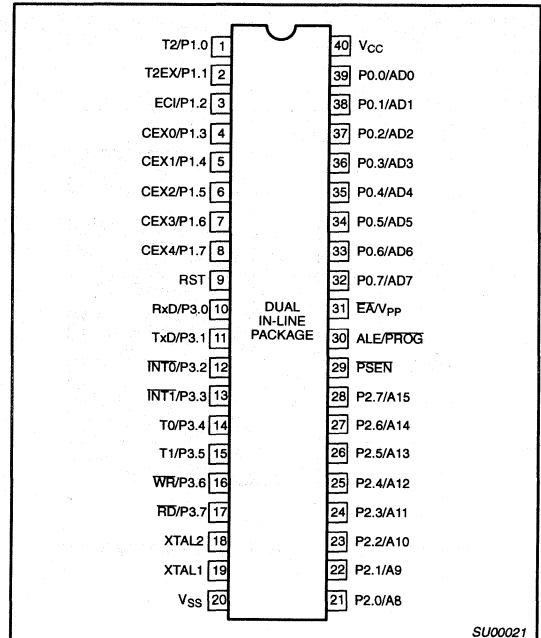 T2/P1.0 1
T2EX/P1.1 2
ECI/P1.2 3
CEX0/P1.3 4
CEX1/P1.4 5
CEX2/P1.5 6
CEX3/P1.6 7
CEX4/P1.7 8
RST 9
RxD/P3.0 10
TxD/P3.1 11
INT0/P3.2 12
INT1/P3.3 13
T0/P3.4 14
T1/P3.5 15
WR/P3.6 16
RD/P3.7 17
XTAL2 18
XTAL1 19
VSS 20
DUAL
IN-LINE
PACKAGE
40 VCC
39 P0.0/AD0
38 P0.1/AD1
37 P0.2/AD2
36 P0.3/AD3
35 P0.4/AD4
34 P0.5/AD5
33 P0.6/AD6
32 P0.7/AD7
31 EA/VPP
30 ALE/PROG
29 PSEN
28 P2.7/A15
27 P2.6/A14
26 P2.5/A13
25 P2.4/A12
24 P2.3/A11
23 P2.2/A10
22 P2.1/A9
21 P2.0/A8
SU00021